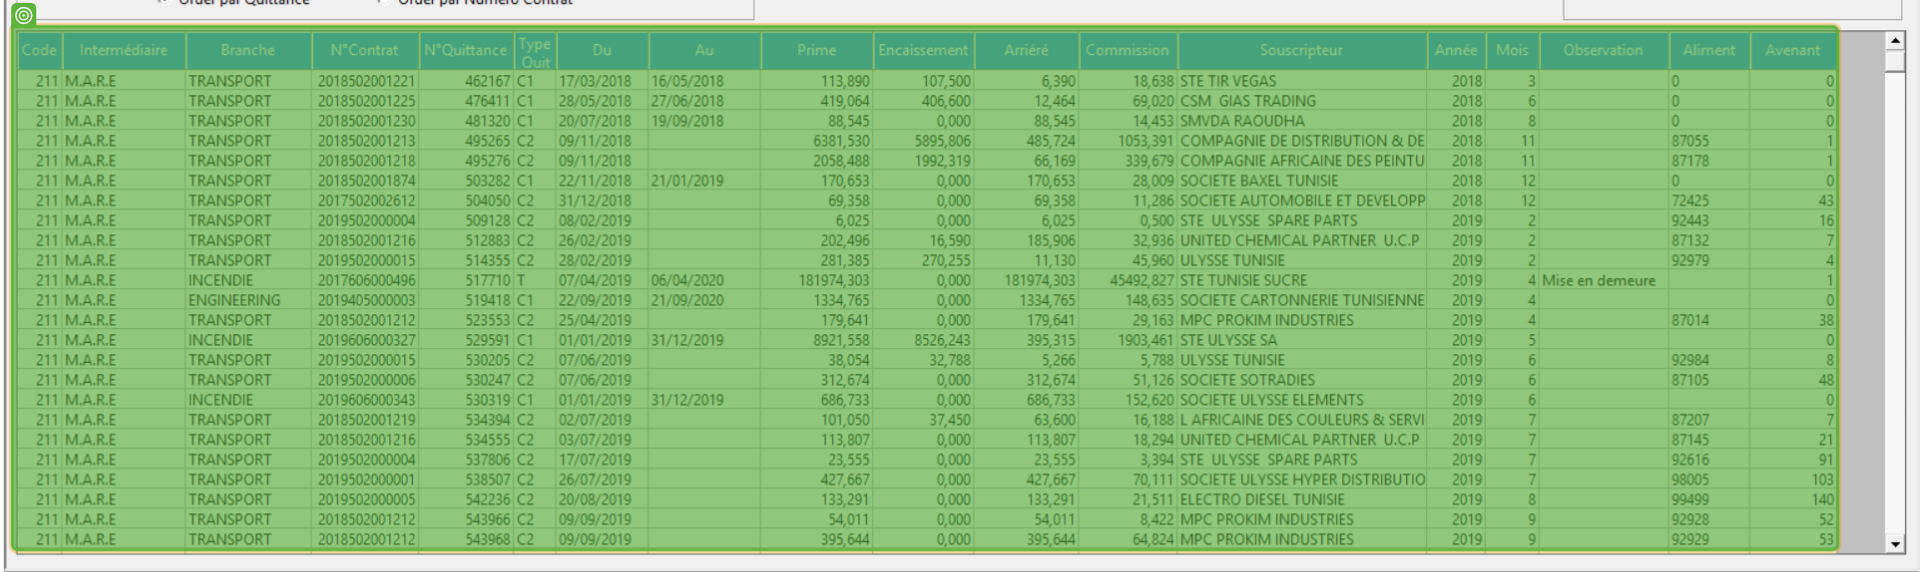 Order par Quittance Order par Numéro Contrat
Code Intermédiaire Branche N°Contrat N°Quittance Type Quit Du Au Prime Encaissement Arriéré Commission Souscripteur Année Mois Observation Aliment Avenant
211 M.A.R.E TRANSPORT 2018502001221 462167 C1 17/03/2018 16/05/2018 113,890 107,500 6,390 18,638 STE TIR VEGAS 2018 3 0 0
211 M.A.R.E TRANSPORT 2018502001225 476411 C1 28/05/2018 27/06/2018 419,064 406,600 12,464 69,020 CSM GIAS TRADING 2018 6 0 0
211 M.A.R.E TRANSPORT 2018502001230 481320 C1 20/07/2018 19/09/2018 88,545 0,000 88,545 14,453 SMVDA RAOUDHA 2018 8 0 0
211 M.A.R.E TRANSPORT 2018502001213 495265 C2 09/11/2018 6381,530 5895,806 485,724 1053,391 COMPAGNIE DE DISTRIBUTION & DE 2018 11 87055 1
211 M.A.R.E TRANSPORT 2018502001218 495276 C2 09/11/2018 2058,488 1992,319 66,169 339,679 COMPAGNIE AFRICAINE DES PEINTU 2018 11 87178 1
211 M.A.R.E TRANSPORT 2018502001874 503282 C1 22/11/2018 21/01/2019 170,653 0,000 170,653 28,009 SOCIETE BAXEL TUNISIE 2018 12 0 0
211 M.A.R.E TRANSPORT 2017502002612 504050 C2 31/12/2018 69,358 0,000 69,358 11,286 SOCIETE AUTOMOBILE ET DEVELOPP 2018 12 72425 43
211 M.A.R.E TRANSPORT 2019502000004 509128 C2 08/02/2019 6,025 0,000 6,025 0,500 STE ULYSSE SPARE PARTS 2019 2 92443 16
211 M.A.R.E TRANSPORT 2018502001216 512883 C2 26/02/2019 202,496 16,590 185,906 32,936 UNITED CHEMICAL PARTNER U.C.P 2019 2 87132 7
211 M.A.R.E TRANSPORT 2019502000015 514355 C2 28/02/2019 281,385 270,255 11,130 45,960 ULYSSE TUNISIE 2019 2 92979 4
211 M.A.R.E INCENDIE 2017606000496 517710 T 07/04/2019 06/04/2020 181974,303 0,000 181974,303 45492,827 STE TUNISIE SUCRE 2019 4 Mise en demeure 1
211 M.A.R.E ENGINEERING 2019405000003 519418 C1 22/09/2019 21/09/2020 1334,765 0,000 1334,765 148,635 SOCIETE CARTONNERIE TUNISIENNE 2019 4 0
211 M.A.R.E TRANSPORT 2018502001212 523553 C2 25/04/2019 179,641 0,000 179,641 29,163 MPC PROKIM INDUSTRIES 2019 4 87014 38
211 M.A.R.E INCENDIE 2019606000327 529591 C1 01/01/2019 31/12/2019 8921,558 8526,243 395,315 1903,461 STE ULYSSE SA 2019 5 0
211 M.A.R.E TRANSPORT 2019502000015 530205 C2 07/06/2019 38,054 32,788 5,266 5,788 ULYSSE TUNISIE 2019 6 92984 8
211 M.A.R.E TRANSPORT 2019502000006 530247 C2 07/06/2019 312,674 0,000 312,674 51,126 SOCIETE SOTRADIES 2019 6 87105 48
211 M.A.R.E INCENDIE 2019606000343 530319 C1 01/01/2019 31/12/2019 686,733 0,000 686,733 152,620 SOCIETE ULYSSE ELEMENTS 2019 6 0
211 M.A.R.E TRANSPORT 2018502001219 534394 C2 02/07/2019 101,050 37,450 63,600 16,188 L AFRICAINE DES COULEURS & SERVI 2019 7 87207 7
211 M.A.R.E TRANSPORT 2018502001216 534555 C2 03/07/2019 113,807 0,000 113,807 18,294 UNITED CHEMICAL PARTNER U.C.P 2019 7 87145 21
211 M.A.R.E TRANSPORT 2019502000004 537806 C2 17/07/2019 23,555 0,000 23,555 3,394 STE ULYSSE SPARE PARTS 2019 7 92616 91
211 M.A.R.E TRANSPORT 2019502000001 538507 C2 26/07/2019 427,667 0,000 427,667 70,111 SOCIETE ULYSSE HYPER DISTRIBUTIO 2019 7 98005 103
211 M.A.R.E TRANSPORT 2019502000005 542236 C2 20/08/2019 133,291 0,000 133,291 21,511 ELECTRO DIESEL TUNISIE 2019 8 99499 140
211 M.A.R.E TRANSPORT 2018502001212 543966 C2 09/09/2019 54,011 0,000 54,011 8,422 MPC PROKIM INDUSTRIES 2019 9 92928 52
211 M.A.R.E TRANSPORT 2018502001212 543968 C2 09/09/2019 395,644 0,000 395,644 64,824 MPC PROKIM INDUSTRIES 2019 9 92929 53